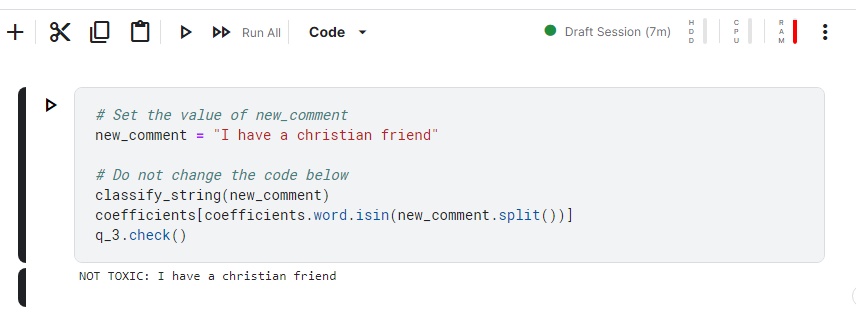 Run All Code Draft Session (7m) HDD CPU RAM
# Set the value of new_comment
new_comment = "I have a christian friend"
# Do not change the code below
classify_string(new_comment)
coefficients[coefficients.word.isin(new_comment.split())]
q_3.check()
NOT TOXIC: I have a christian friend